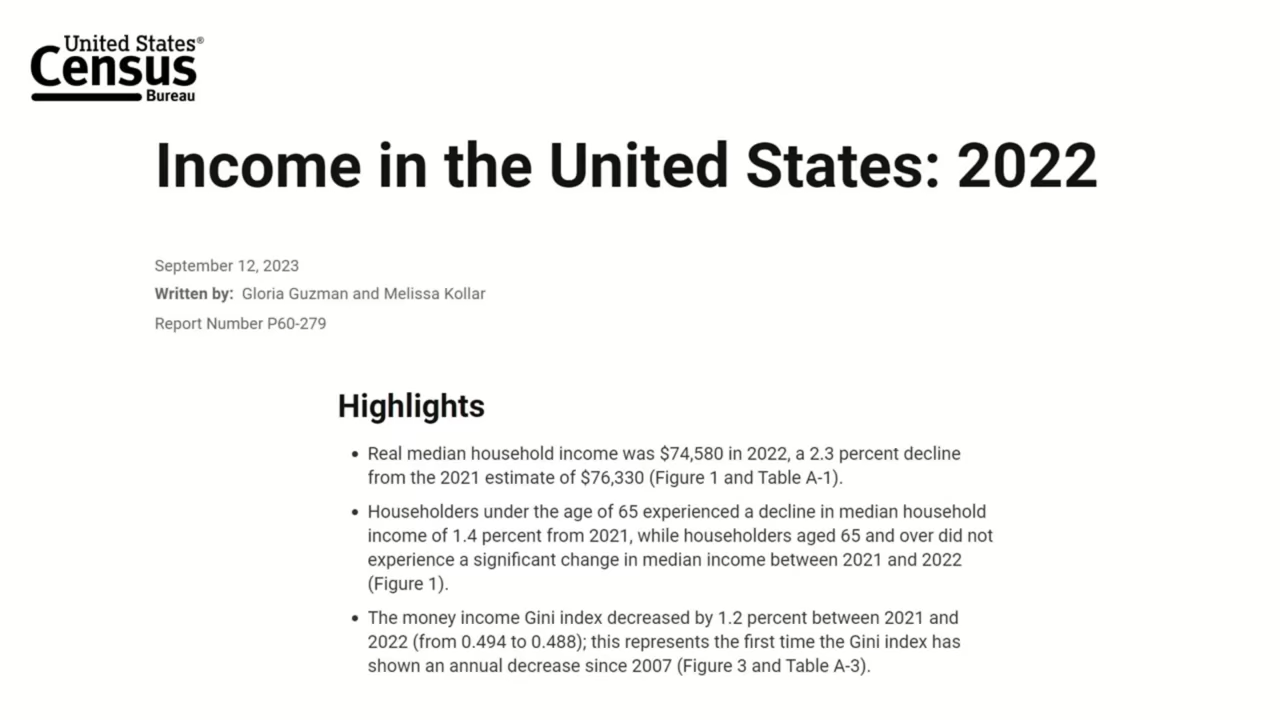 United States®
Census
Bureau
Income in the United States: 2022
September 12, 2023
Written by: Gloria Guzman and Melissa Kollar
Report Number P60-279
Highlights
• Real median household income was $74,580 in 2022, a 2.3 percent decline
from the 2021 estimate of $76,330 (Figure 1 and Table A-1).
• Householders under the age of 65 experienced a decline in median household
income of 1.4 percent from 2021, while householders aged 65 and over did not
experience a significant change in median income between 2021 and 2022
(Figure 1).
• The money income Gini index decreased by 1.2 percent between 2021 and
2022 (from 0.494 to 0.488); this represents the first time the Gini index has
shown an annual decrease since 2007 (Figure 3 and Table A-3).